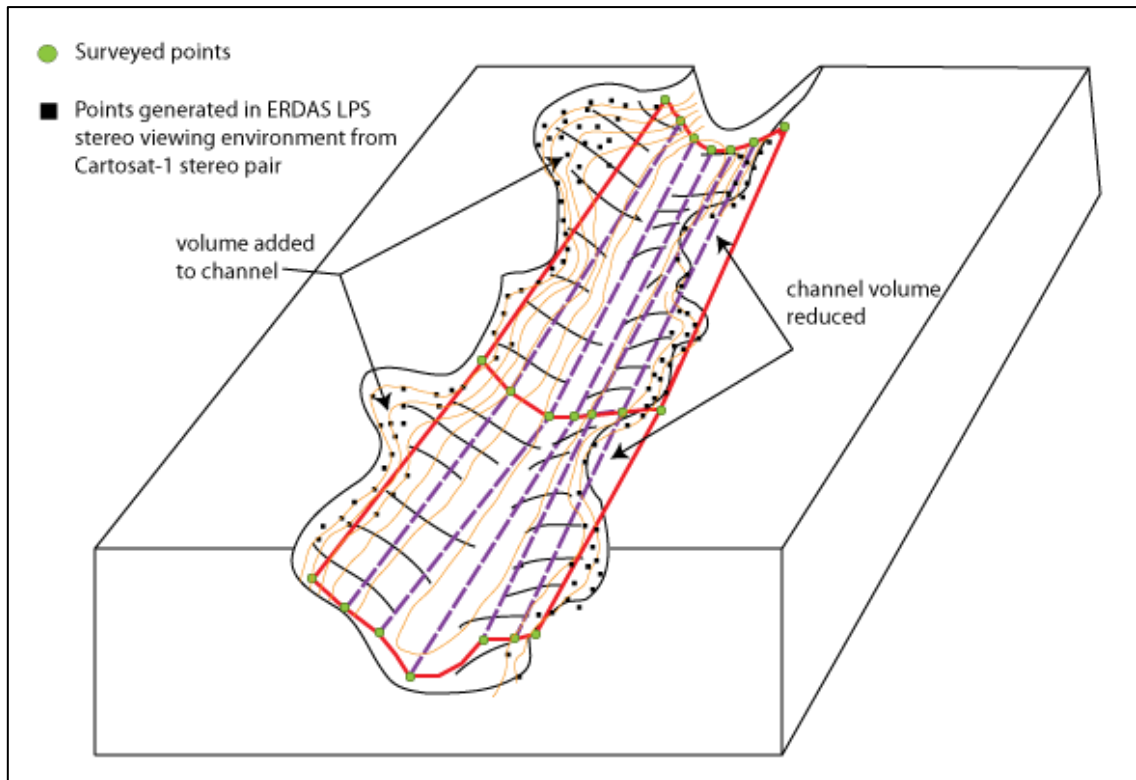 Surveyed points
Points generated in ERDAS LPS
stereo viewing environment from
Cartosat-1 stereo pair
volume added
to channel
channel volume
reduced